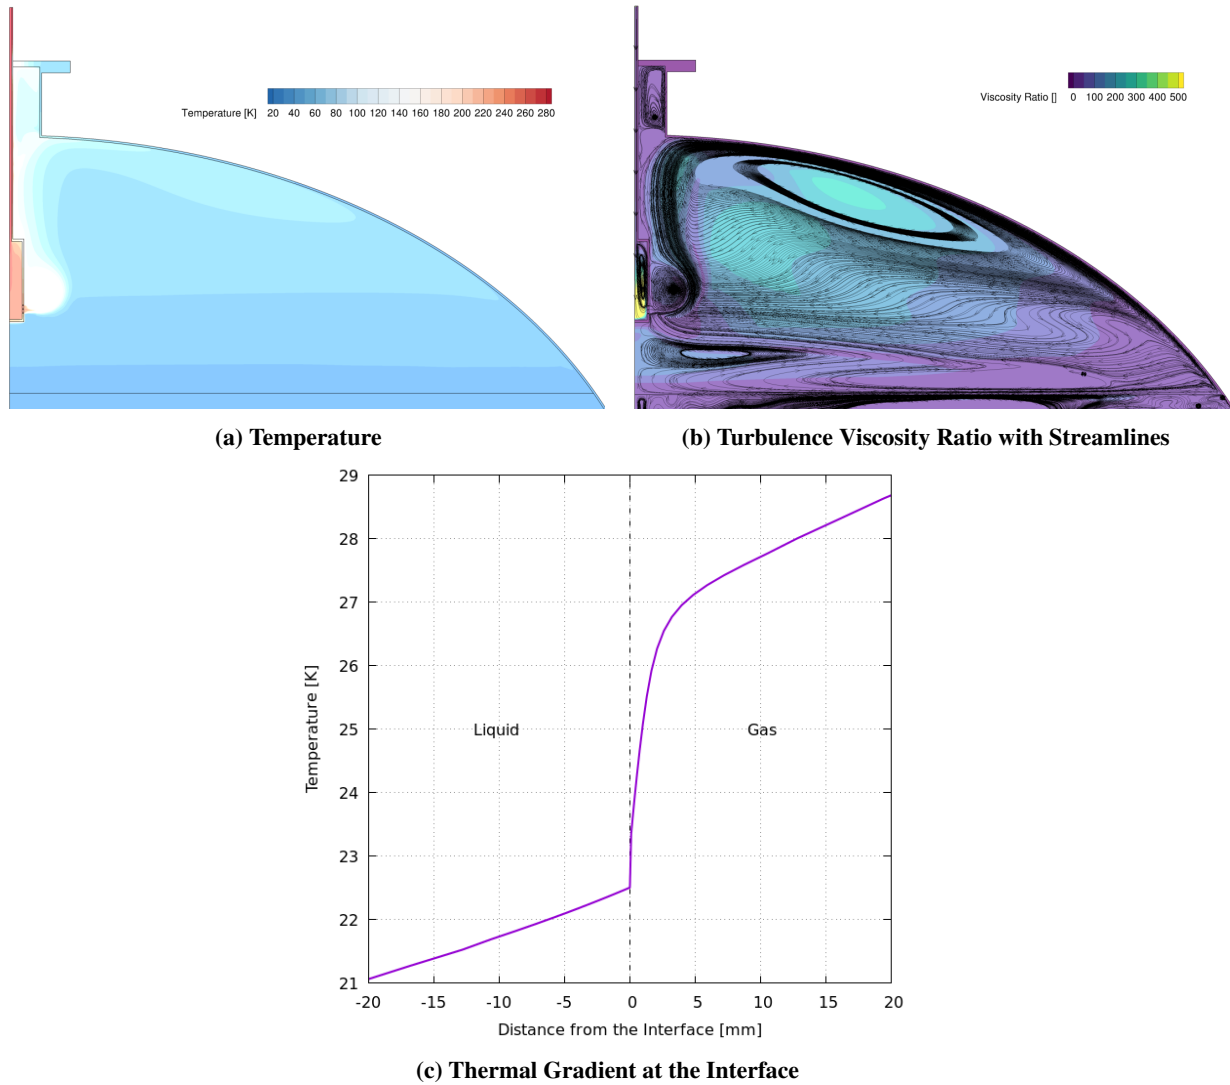 Temperature [K]
20 40 60 80 100 120 140 160 180 200 220 240 260 280
Viscosity Ratio []
0 100 200 300 400 500
(a) Temperature
(b) Turbulence Viscosity Ratio with Streamlines
29
28
27
26
25
24
23
22
21
Temperature [K]
Liquid
Gas
-20 -15 -10 -5 0 5 10 15 20
Distance from the Interface [mm]
(c) Thermal Gradient at the Interface